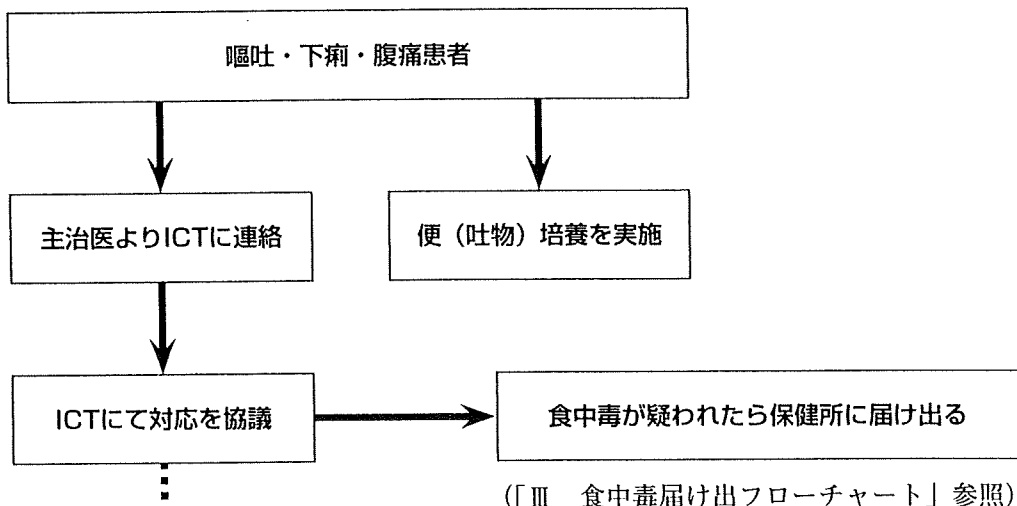 嘔吐・下痢・腹痛患者
主治医よりICTに連絡
便（吐物）培養を実施
ICTにて対応を協議
食中毒が疑われたら保健所に届け出る
（「Ⅲ　食中毒届け出フローチャート」参照）